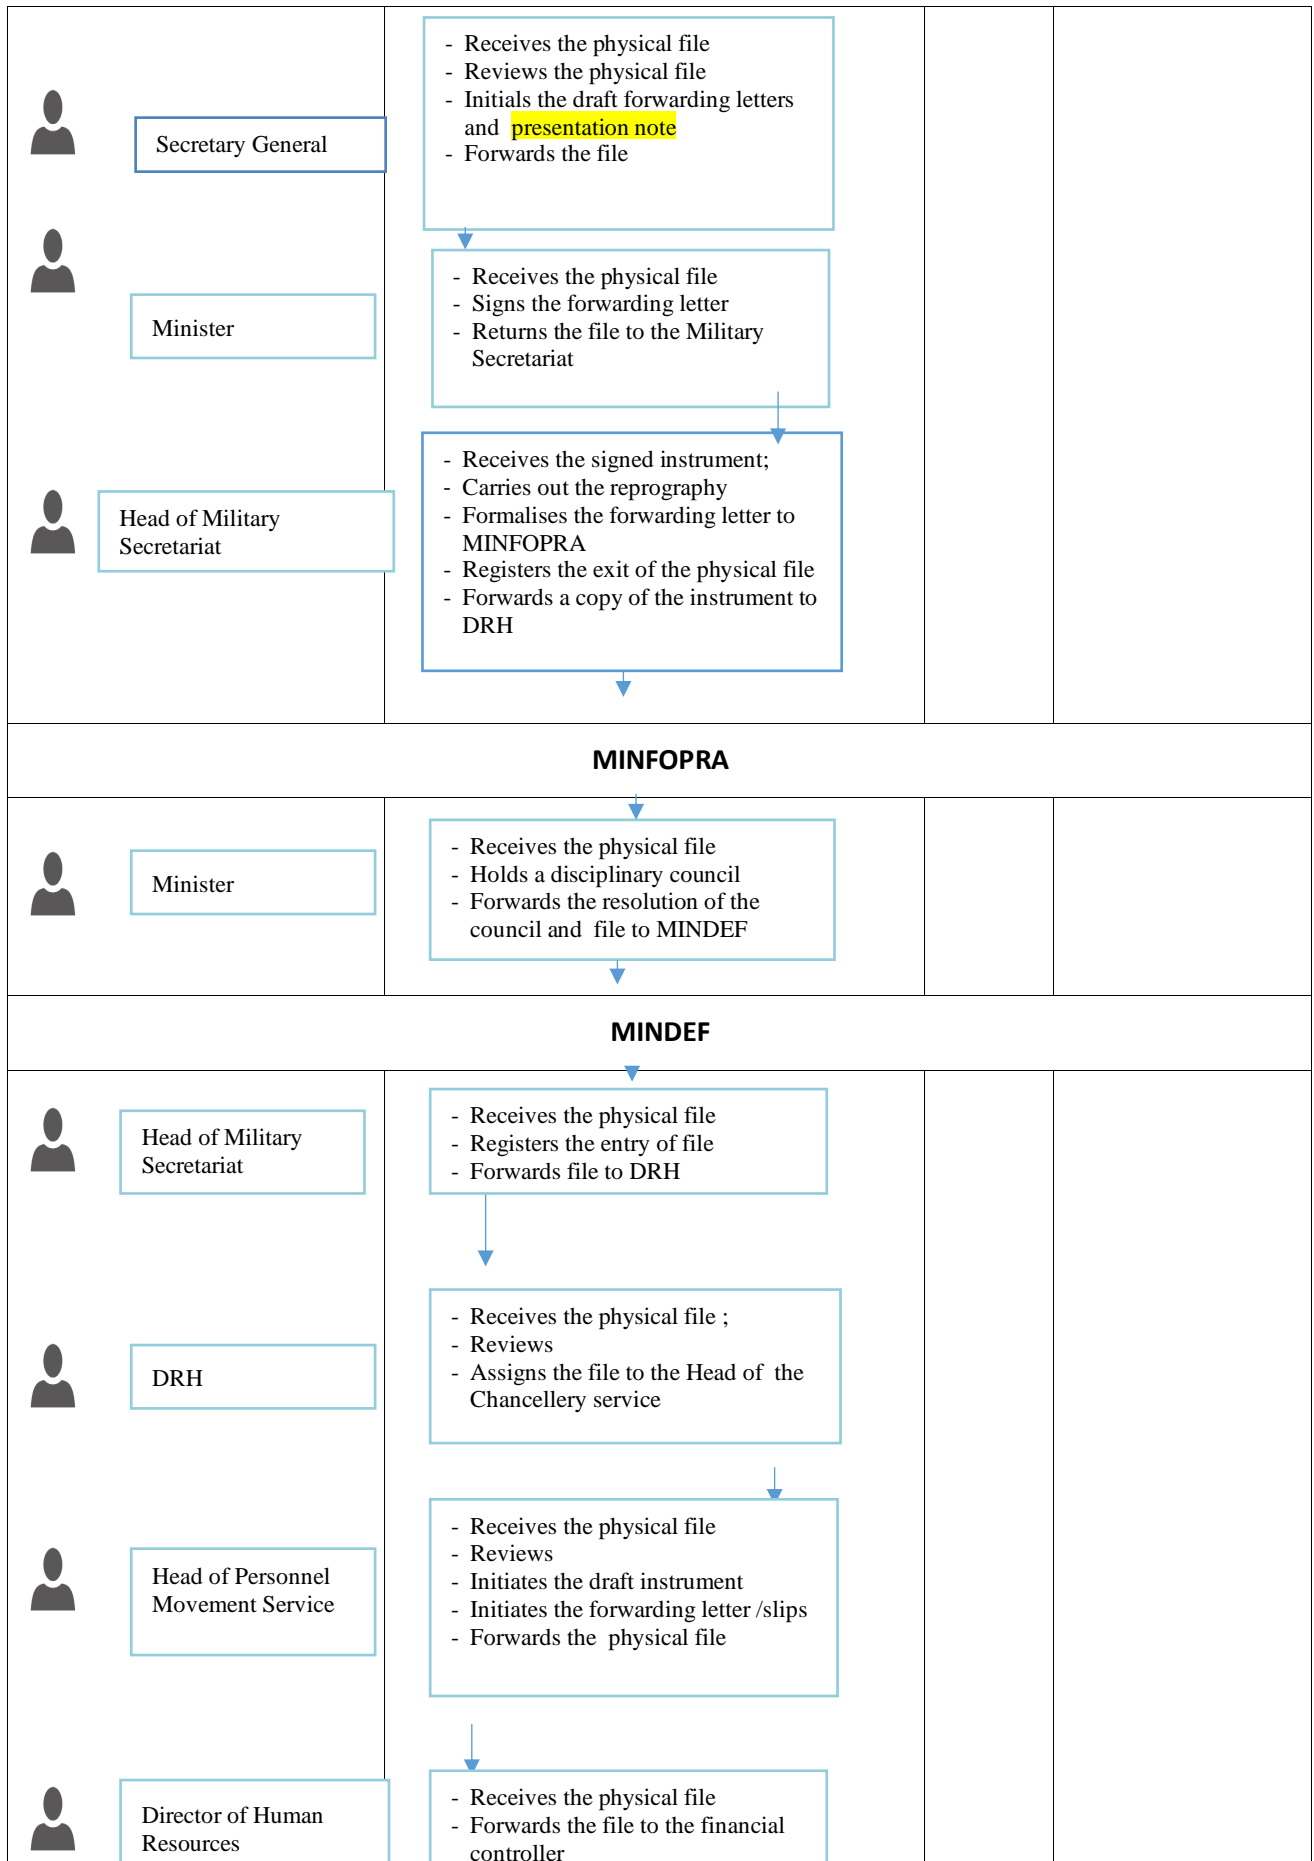 Secretary General
- Receives the physical file
- Reviews the physical file
- Initials the draft forwarding letters
and presentation note
- Forwards the file
Minister
- Receives the physical file
- Signs the forwarding letter
- Returns the file to the Military
Secretariat
Head of Military
Secretariat
- Receives the signed instrument;
- Carries out the reprography
- Formalises the forwarding letter to
MINFOPRA
- Registers the exit of the physical file
- Forwards a copy of the instrument to
DRH
MINFOPRA
Minister
- Receives the physical file
- Holds a disciplinary council
- Forwards the resolution of the
council and file to MINDEF
MINDEF
Head of Military
Secretariat
- Receives the physical file
- Registers the entry of file
- Forwards file to DRH
DRH
- Receives the physical file ;
- Reviews
- Assigns the file to the Head of the
Chancellery service
Head of Personnel
Movement Service
- Receives the physical file
- Reviews
- Initiates the draft instrument
- Initiates the forwarding letter /slips
- Forwards the physical file
Director of Human
Resources
- Receives the physical file
- Forwards the file to the financial
controller